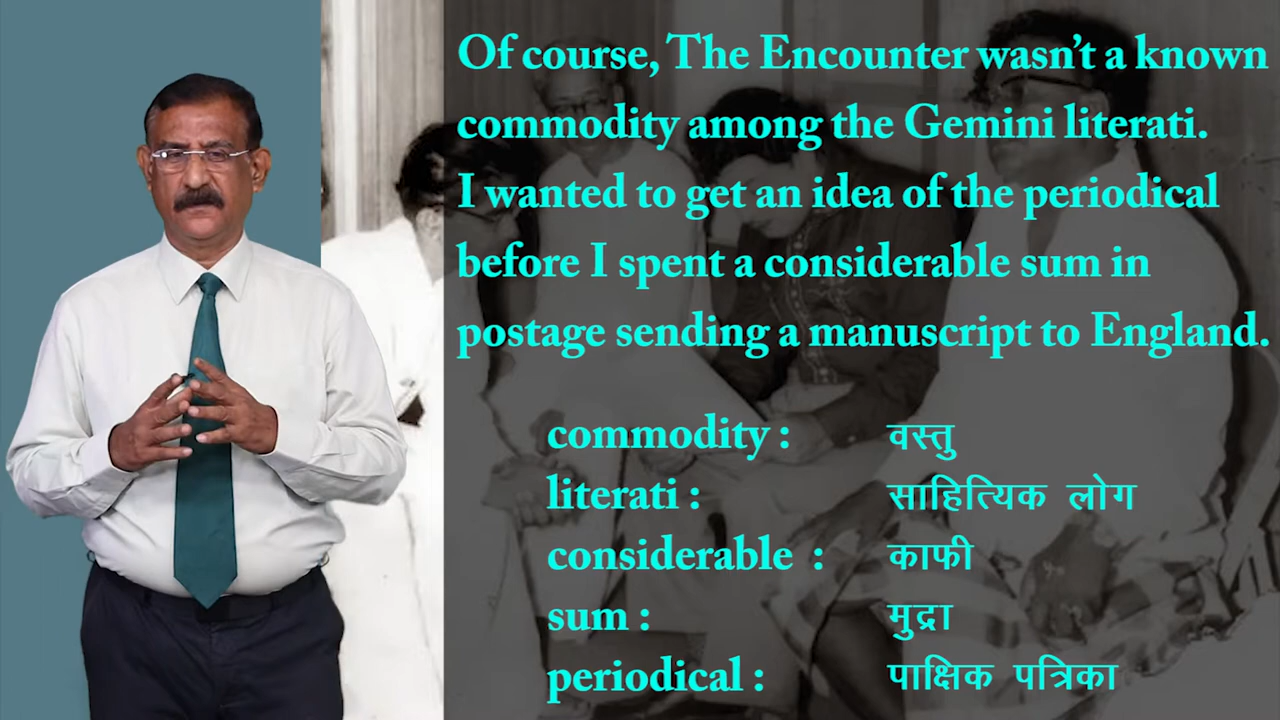 Of course, The Encounter wasn’t a known
commodity among the Gemini literati.
I wanted to get an idea of the periodical
before I spent a considerable sum in
postage sending a manuscript to England.
commodity : वस्तु
literati : साहित्यिक लोग
considerable : काफी
sum : मुद्रा
periodical : पाक्षिक पत्रिका